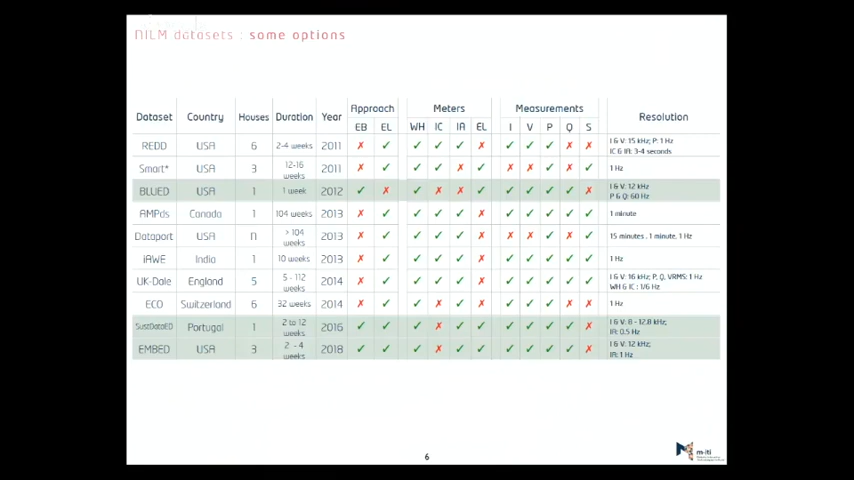 NILM datasets : some options
Dataset Country Houses Duration Year Approach Meters Measurements Resolution
EB EL WH IC IA EL I V P Q S
REDD USA 6 2-4 weeks 2011 ✗ ✓ ✓ ✓ ✓ ✗ ✓ ✓ ✓ ✗ ✗ I & V: 15 kHz; P: 1 Hz
IC & IA: 3-4 seconds
Smart* USA 3 12-16 weeks 2011 ✗ ✓ ✓ ✓ ✗ ✓ ✗ ✗ ✓ ✗ ✓ 1 Hz
BLUED USA 1 1 week 2012 ✓ ✗ ✓ ✗ ✗ ✓ ✓ ✓ ✓ ✓ ✗ I & V: 12 kHz
P & Q: 60 Hz
AMPds Canada 1 104 weeks 2013 ✗ ✓ ✓ ✓ ✓ ✗ ✓ ✓ ✓ ✓ ✓ 1 minute
Dataport USA n > 104 weeks 2013 ✗ ✓ ✓ ✓ ✓ ✗ ✗ ✗ ✓ ✗ ✓ 15 minutes , 1 minute, 1 Hz
iAWE India 1 10 weeks 2013 ✗ ✓ ✓ ✓ ✓ ✗ ✓ ✓ ✓ ✓ ✓ 1 Hz
UK-Dale England 5 5 - 112 weeks 2014 ✗ ✓ ✓ ✓ ✓ ✗ ✓ ✓ ✓ ✓ ✓ I & V: 16 kHz; P, Q, VRMS: 1 Hz
WH & IC : 1/6 Hz
ECO Switzerland 6 32 weeks 2014 ✗ ✓ ✓ ✗ ✓ ✗ ✓ ✓ ✓ ✗ ✗ 1 Hz
SustDataED Portugal 1 2 to 12 weeks 2016 ✓ ✓ ✓ ✗ ✓ ✓ ✓ ✓ ✓ ✓ ✗ I & V: 8 - 12.8 kHz;
IA: 0.5 Hz
EMBED USA 3 2 - 4 weeks 2018 ✓ ✓ ✓ ✗ ✓ ✓ ✓ ✓ ✓ ✓ ✗ I & V: 12 kHz;
IA: 1 Hz
6
m-iti